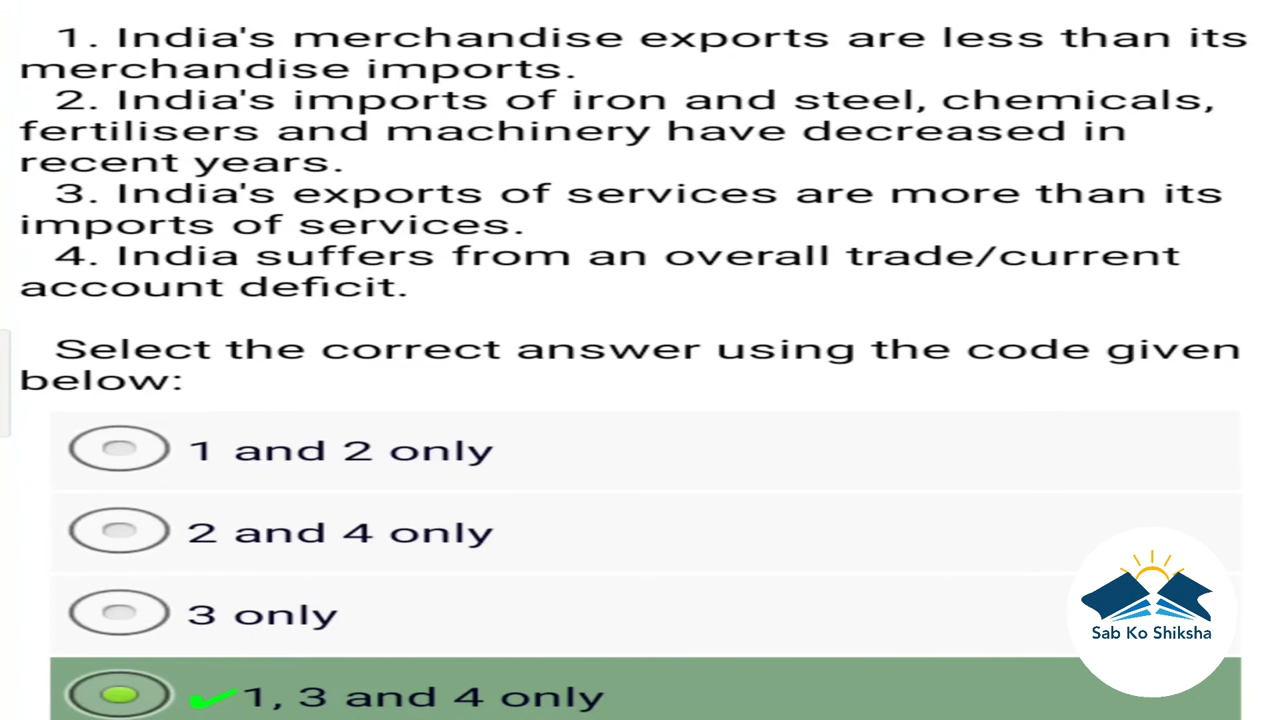 1. India's merchandise exports are less than its
merchandise imports.
2. India's imports of iron and steel, chemicals,
fertilisers and machinery have decreased in
recent years.
3. India's exports of services are more than its
imports of services.
4. India suffers from an overall trade/current
account deficit.
Select the correct answer using the code given
below:
1 and 2 only
2 and 4 only
3 only
1, 3 and 4 only
Sab Ko Shiksha